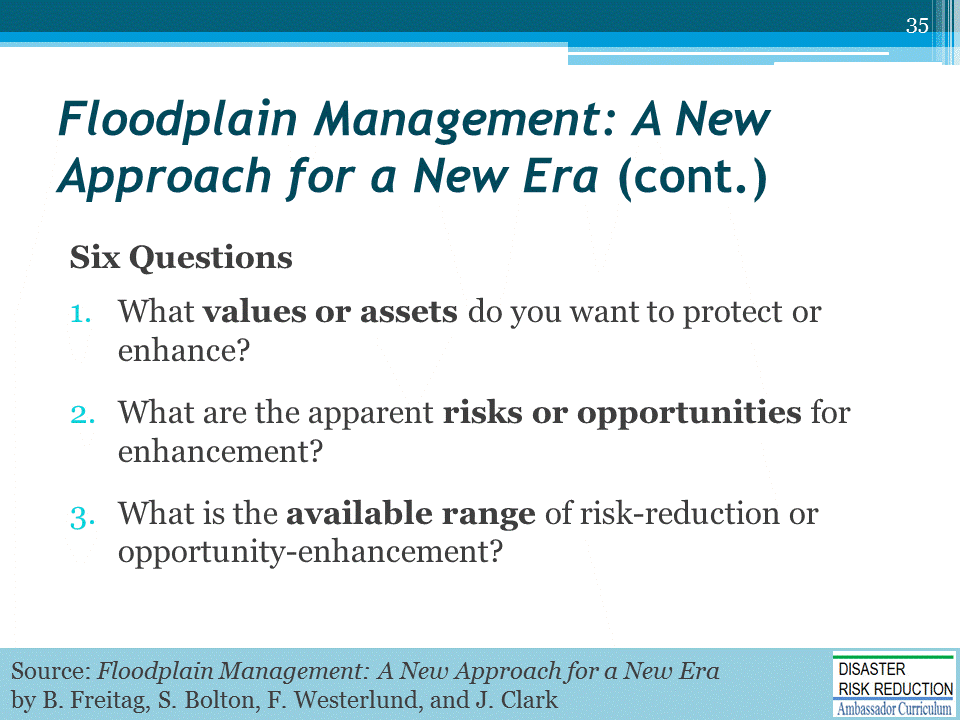 35
Floodplain Management: A New
Approach for a New Era (cont.)
Six Questions
1. What values or assets do you want to protect or
enhance?
2. What are the apparent risks or opportunities for
enhancement?
3. What is the available range of risk-reduction or
opportunity-enhancement?
Source: Floodplain Management: A New Approach for a New Era
by B. Freitag, S. Bolton, F. Westerlund, and J. Clark
DISASTER
RISK REDUCTION
Ambassador Curriculum